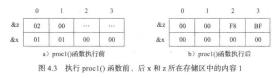 0 1 2 3
&z 02 00 … …
&x 01 01 00 00
a）proc1()函数执行前
0 1 2 3
&z 00 00 F8 BF
&x 00 00 00 00
b）proc1()函数执行后
图 4.3 执行 proc1() 函数前、后 x 和 z 所在存储区中的内容 1